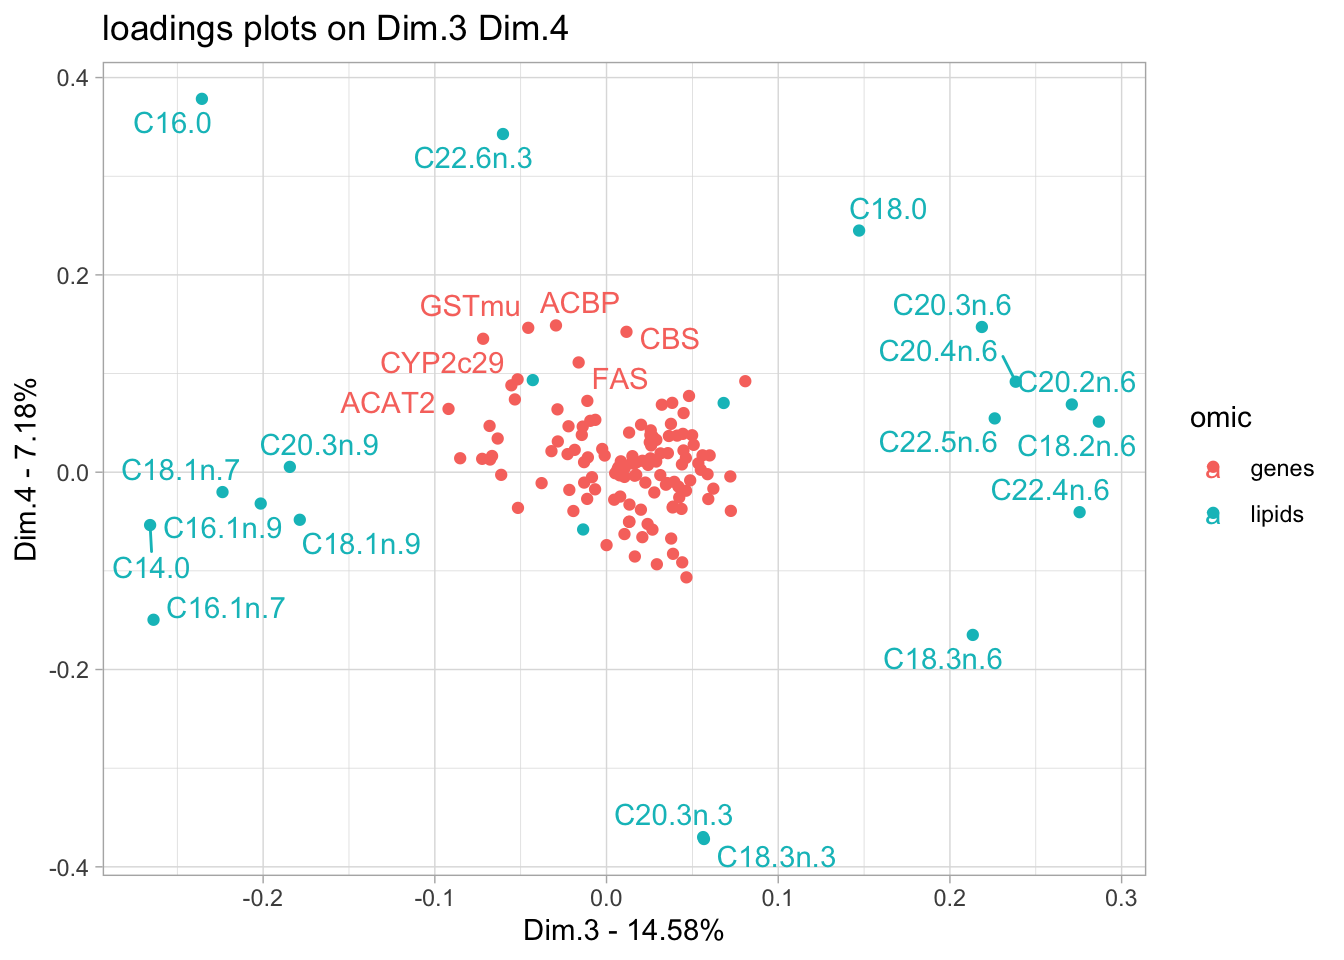 loadings plots on Dim.3 Dim.4
0.4
0.2
0.0
-0.2
-0.4
Dim.4 - 7.18%
C16.0
C22.6n.3
C18.0
GSTmu
ACBP
CBS
CYP2c29
FAS
ACAT2
C20.3n.6
C20.4n.6
C20.2n.6
C22.5n.6
C18.2n.6
C22.4n.6
C20.3n.9
C18.1n.7
C16.1n.9
C18.1n.9
C14.0
C16.1n.7
C18.3n.6
C20.3n.3
C18.3n.3
-0.2
-0.1
0.0
0.1
0.2
0.3
Dim.3 - 14.58%
omic
a genes
a lipids